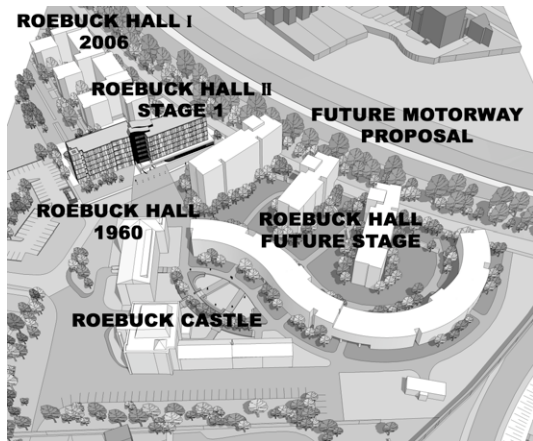 ROEBUCK HALL I
2006
ROEBUCK HALL II
STAGE 1
FUTURE MOTORWAY
PROPOSAL
ROEBUCK HALL
1960
ROEBUCK HALL
FUTURE STAGE
ROEBUCK CASTLE